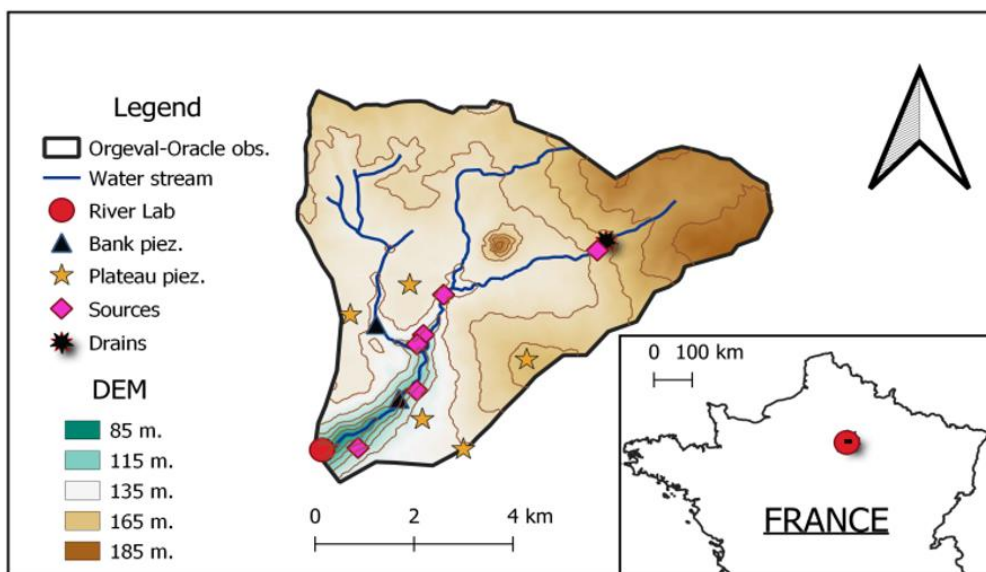 Legend
Orgeval-Oracle obs.
Water stream
River Lab
Bank piez.
Plateau piez.
Sources
Drains
DEM
85 m.
115 m.
135 m.
165 m.
185 m.
0 2 4 km
0 100 km
FRANCE